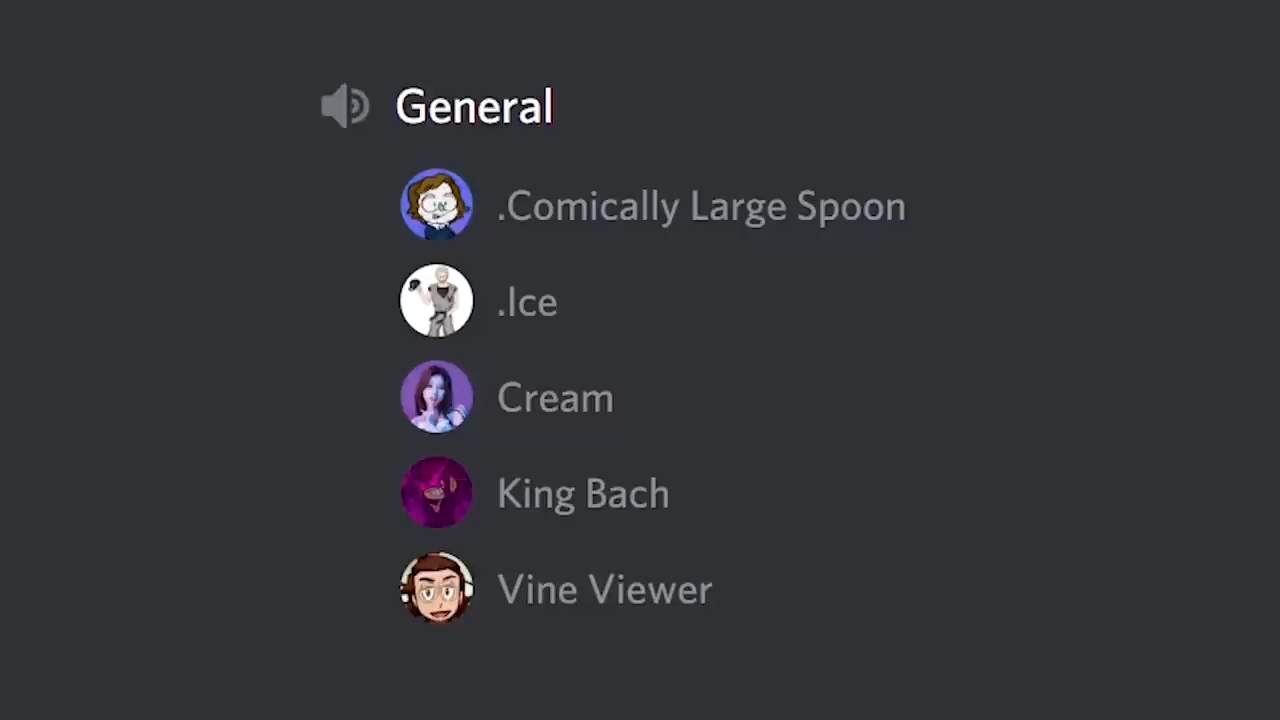 General
.Comically Large Spoon
.Ice
Cream
King Bach
Vine Viewer